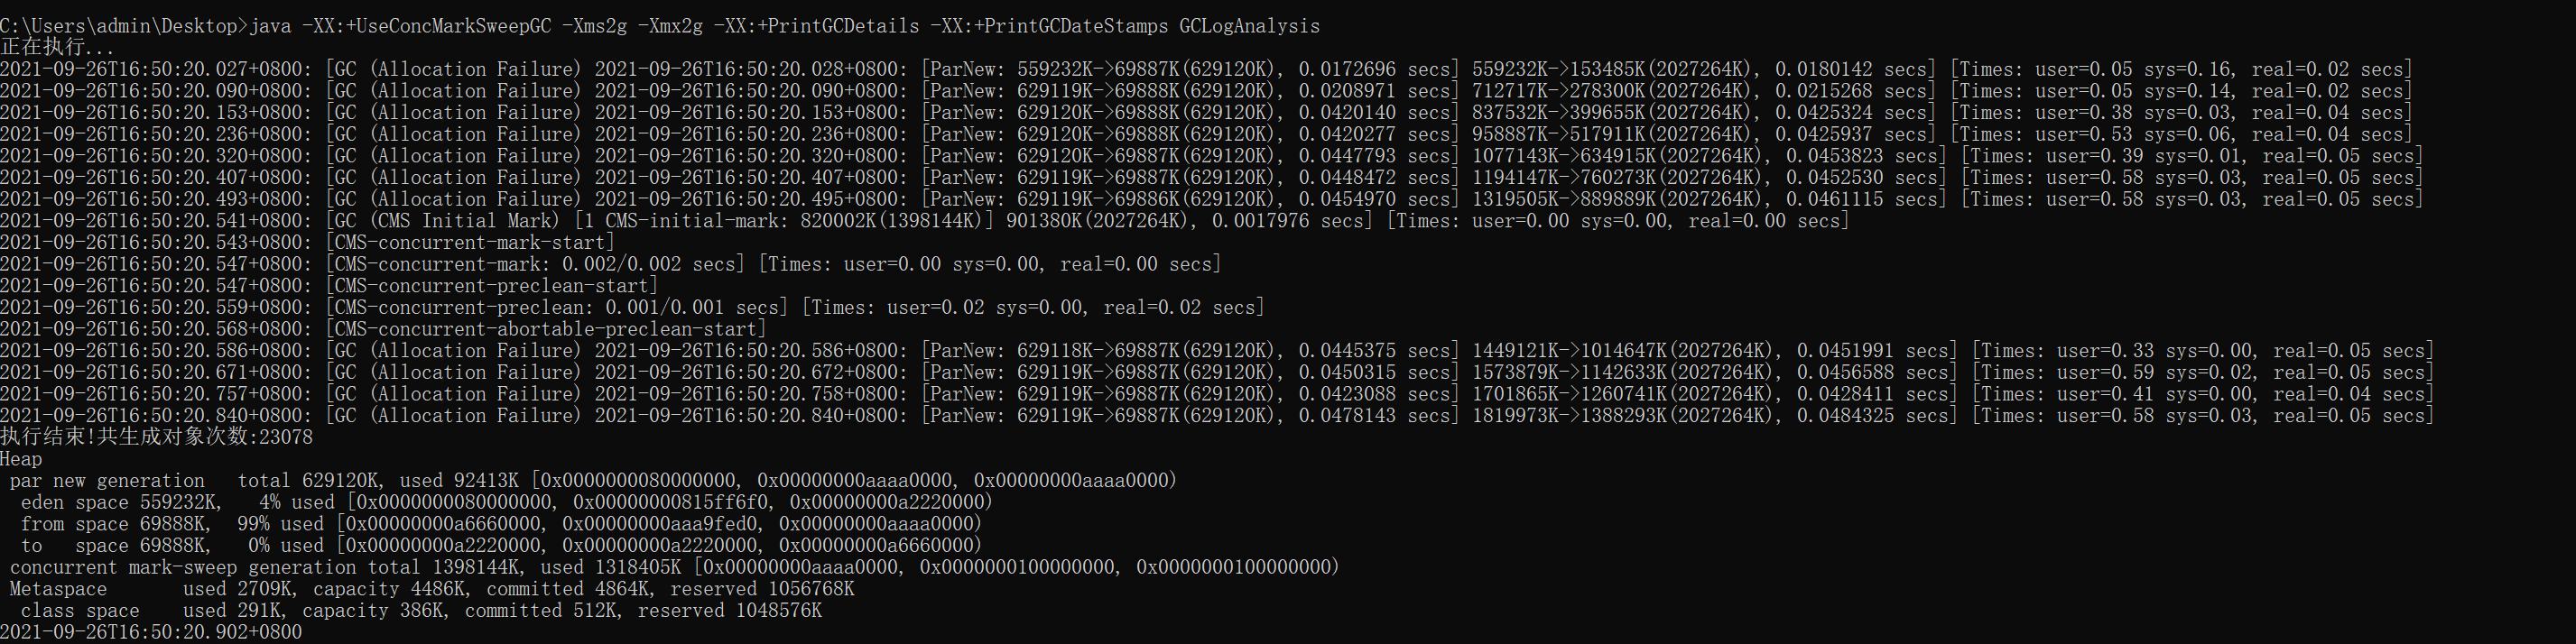 C:\Users\admin\Desktop>java -XX:+UseConcMarkSweepGC -Xms2g -Xmx2g -XX:+PrintGCDetails -XX:+PrintGCDateStamps GCLogAnalysis
正在执行...
2021-09-26T16:50:20.027+0800: [GC (Allocation Failure) 2021-09-26T16:50:20.028+0800: [ParNew: 559232K->69887K(629120K), 0.0172696 secs] 559232K->153485K(2027264K), 0.0180142 secs] [Times: user=0.05 sys=0.16, real=0.02 secs]
2021-09-26T16:50:20.090+0800: [GC (Allocation Failure) 2021-09-26T16:50:20.090+0800: [ParNew: 629119K->69888K(629120K), 0.0208971 secs] 712717K->278300K(2027264K), 0.0215268 secs] [Times: user=0.05 sys=0.14, real=0.02 secs]
2021-09-26T16:50:20.153+0800: [GC (Allocation Failure) 2021-09-26T16:50:20.153+0800: [ParNew: 629120K->69888K(629120K), 0.0420140 secs] 837532K->399655K(2027264K), 0.0425324 secs] [Times: user=0.38 sys=0.03, real=0.04 secs]
2021-09-26T16:50:20.236+0800: [GC (Allocation Failure) 2021-09-26T16:50:20.236+0800: [ParNew: 629120K->69888K(629120K), 0.0420277 secs] 958887K->517911K(2027264K), 0.0425937 secs] [Times: user=0.53 sys=0.06, real=0.04 secs]
2021-09-26T16:50:20.320+0800: [GC (Allocation Failure) 2021-09-26T16:50:20.320+0800: [ParNew: 629120K->69887K(629120K), 0.0447793 secs] 1077143K->634915K(2027264K), 0.0453823 secs] [Times: user=0.39 sys=0.01, real=0.05 secs]
2021-09-26T16:50:20.407+0800: [GC (Allocation Failure) 2021-09-26T16:50:20.407+0800: [ParNew: 629119K->69887K(629120K), 0.0448472 secs] 1194147K->760273K(2027264K), 0.0452530 secs] [Times: user=0.58 sys=0.03, real=0.05 secs]
2021-09-26T16:50:20.493+0800: [GC (Allocation Failure) 2021-09-26T16:50:20.495+0800: [ParNew: 629119K->69886K(629120K), 0.0454970 secs] 1319505K->889889K(2027264K), 0.0461115 secs] [Times: user=0.58 sys=0.03, real=0.05 secs]
2021-09-26T16:50:20.541+0800: [GC (CMS Initial Mark) [1 CMS-initial-mark: 820002K(1398144K)] 901380K(2027264K), 0.0017976 secs] [Times: user=0.00 sys=0.00, real=0.00 secs]
2021-09-26T16:50:20.543+0800: [CMS-concurrent-mark-start]
2021-09-26T16:50:20.547+0800: [CMS-concurrent-mark: 0.002/0.002 secs] [Times: user=0.00 sys=0.00, real=0.00 secs]
2021-09-26T16:50:20.547+0800: [CMS-concurrent-preclean-start]
2021-09-26T16:50:20.559+0800: [CMS-concurrent-preclean: 0.001/0.001 secs] [Times: user=0.02 sys=0.00, real=0.02 secs]
2021-09-26T16:50:20.568+0800: [CMS-concurrent-abortable-preclean-start]
2021-09-26T16:50:20.586+0800: [GC (Allocation Failure) 2021-09-26T16:50:20.586+0800: [ParNew: 629118K->69887K(629120K), 0.0445375 secs] 1449121K->1014647K(2027264K), 0.0451991 secs] [Times: user=0.33 sys=0.00, real=0.05 secs]
2021-09-26T16:50:20.671+0800: [GC (Allocation Failure) 2021-09-26T16:50:20.672+0800: [ParNew: 629119K->69887K(629120K), 0.0450315 secs] 1573879K->1142633K(2027264K), 0.0456588 secs] [Times: user=0.59 sys=0.02, real=0.05 secs]
2021-09-26T16:50:20.757+0800: [GC (Allocation Failure) 2021-09-26T16:50:20.758+0800: [ParNew: 629119K->69887K(629120K), 0.0423088 secs] 1701865K->1260741K(2027264K), 0.0428411 secs] [Times: user=0.41 sys=0.00, real=0.04 secs]
2021-09-26T16:50:20.840+0800: [GC (Allocation Failure) 2021-09-26T16:50:20.840+0800: [ParNew: 629119K->69887K(629120K), 0.0478143 secs] 1819973K->1388293K(2027264K), 0.0484325 secs] [Times: user=0.58 sys=0.03, real=0.05 secs]
执行结束!共生成对象次数:23078
Heap
 par new generation   total 629120K, used 92413K [0x0000000080000000, 0x00000000aaaa0000, 0x00000000aaaa0000)
  eden space 559232K,   4% used [0x0000000080000000, 0x00000000815ff6f0, 0x00000000a2220000)
  from space 69888K,  99% used [0x00000000a6660000, 0x00000000aaa9fed0, 0x00000000aaaa0000)
  to   space 69888K,   0% used [0x00000000a2220000, 0x00000000a2220000, 0x00000000a6660000)
 concurrent mark-sweep generation total 1398144K, used 1318405K [0x00000000aaaa0000, 0x0000000100000000, 0x0000000100000000)
 Metaspace       used 2709K, capacity 4486K, committed 4864K, reserved 1056768K
  class space    used 291K, capacity 386K, committed 512K, reserved 1048576K
2021-09-26T16:50:20.902+0800